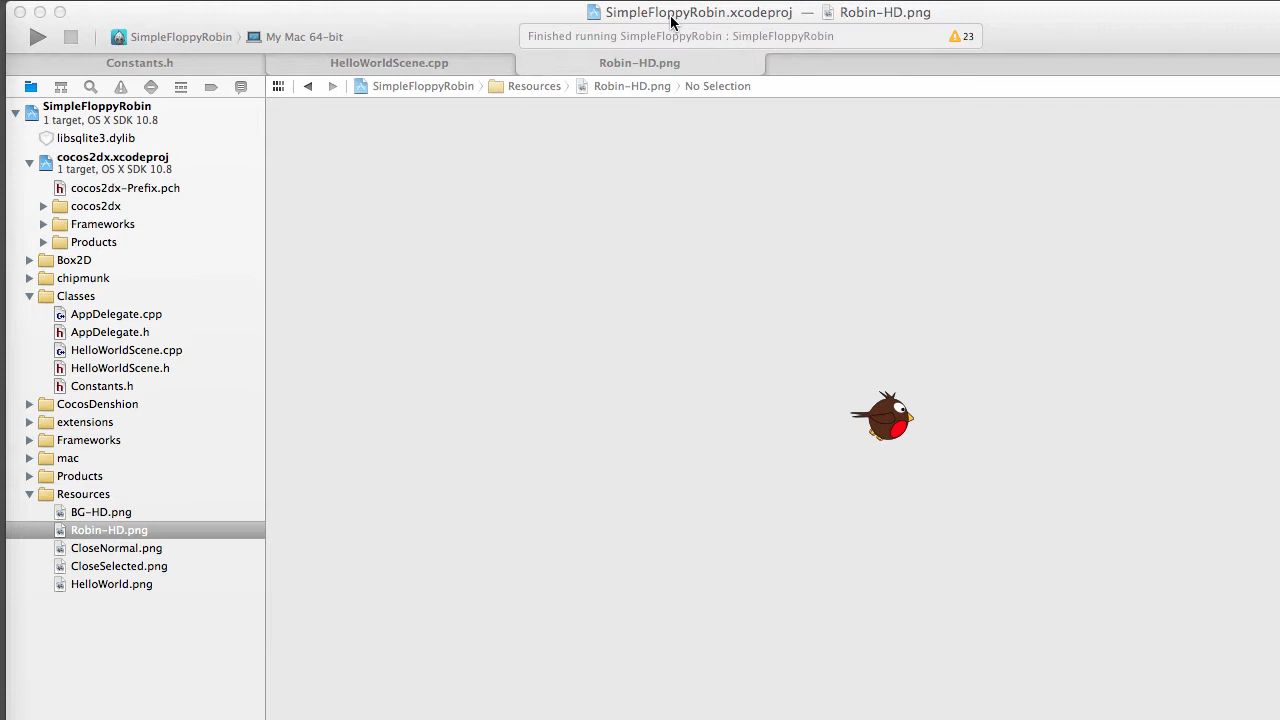 SimpleFloppyRobin.xcodeproj — Robin-HD.png
SimpleFloppyRobin My Mac 64-bit
Finished running SimpleFloppyRobin : SimpleFloppyRobin 23
Constants.h HelloWorldScene.cpp Robin-HD.png
SimpleFloppyRobin Resources Robin-HD.png No Selection
SimpleFloppyRobin
1 target, OS X SDK 10.8
libsqlite3.dylib
cocos2dx.xcodeproj
1 target, OS X SDK 10.8
cocos2dx-Prefix.pch
cocos2dx
Frameworks
Products
Box2D
chipmunk
Classes
AppDelegate.cpp
AppDelegate.h
HelloWorldScene.cpp
HelloWorldScene.h
Constants.h
CocosDenshion
extensions
Frameworks
mac
Products
Resources
BG-HD.png
Robin-HD.png
CloseNormal.png
CloseSelected.png
HelloWorld.png